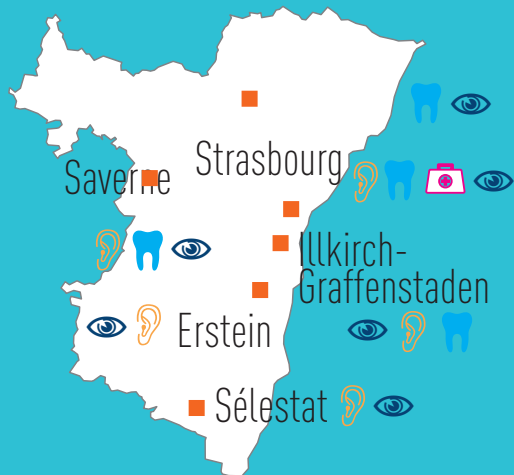 Strasbourg
Saverne
Illkirch-
Graffenstaden
Erstein
Sélestat